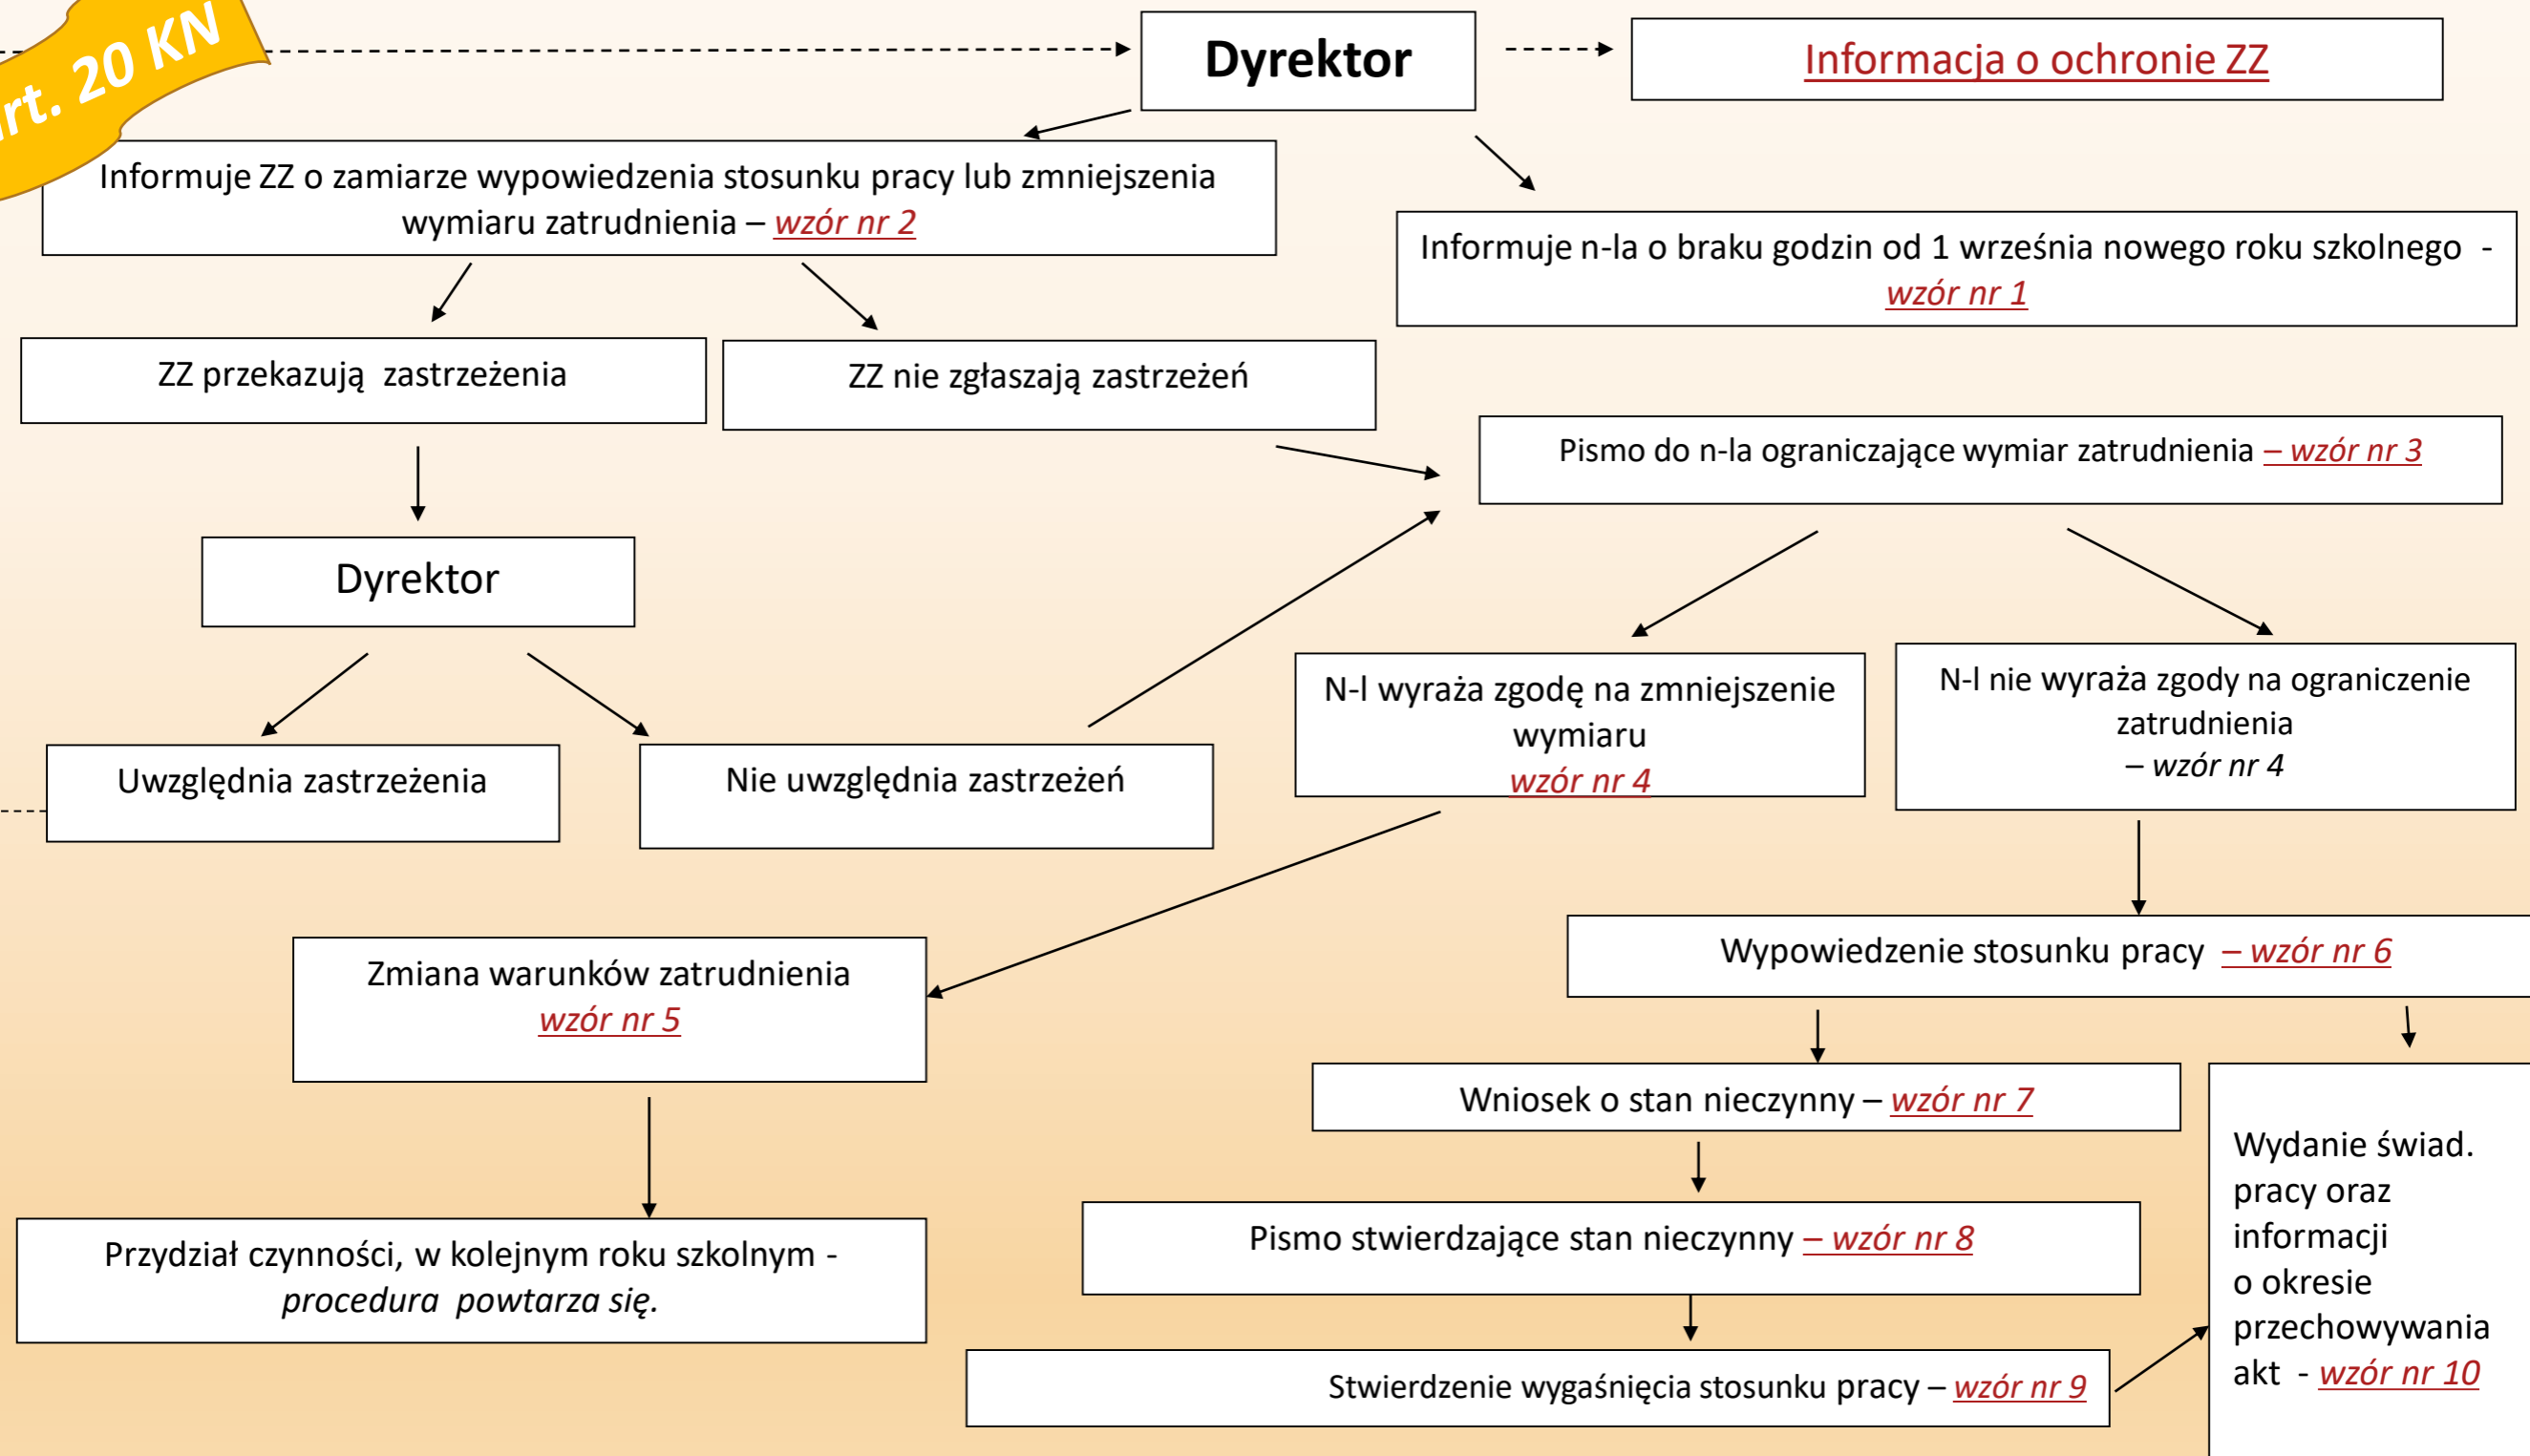 art. 20 KN
Dyrektor
Informacja o ochronie ZZ
Informuje ZZ o zamiarze wypowiedzenia stosunku pracy lub zmniejszenia
wymiaru zatrudnienia – wzór nr 2
Informuje n-la o braku godzin od 1 września nowego roku szkolnego -
wzór nr 1
ZZ przekazują zastrzeżenia
ZZ nie zgłaszają zastrzeżeń
Pismo do n-la ograniczające wymiar zatrudnienia – wzór nr 3
Dyrektor
N-l wyraża zgodę na zmniejszenie
wymiaru
wzór nr 4
N-l nie wyraża zgody na ograniczenie
zatrudnienia
– wzór nr 4
Uwzględnia zastrzeżenia
Nie uwzględnia zastrzeżeń
Zmiana warunków zatrudnienia
wzór nr 5
Wypowiedzenie stosunku pracy – wzór nr 6
Wniosek o stan nieczynny – wzór nr 7
Przydział czynności, w kolejnym roku szkolnym -
procedura powtarza się.
Pismo stwierdzające stan nieczynny – wzór nr 8
Stwierdzenie wygaśnięcia stosunku pracy – wzór nr 9
Wydanie świad.
pracy oraz
informacji
o okresie
przechowywania
akt - wzór nr 10